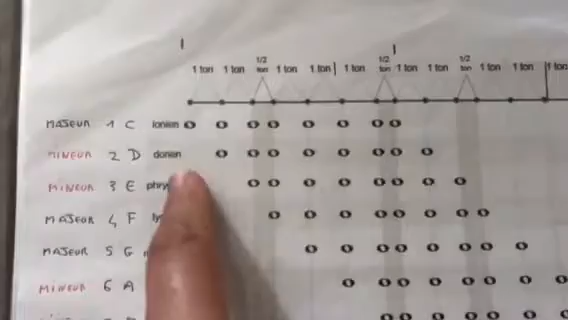 1/2 1/2 1/2
1 ton 1 ton ton 1 ton 1 ton 1 ton ton 1 ton 1 ton ton 1 ton 1 ton 1 ton
MAJEUR 1 C ionien
MINEUR 2 D dorien
MINEUR 3 E phry
MAJEUR 4 F ly
MAJEUR 5 G
MINEUR 6 A